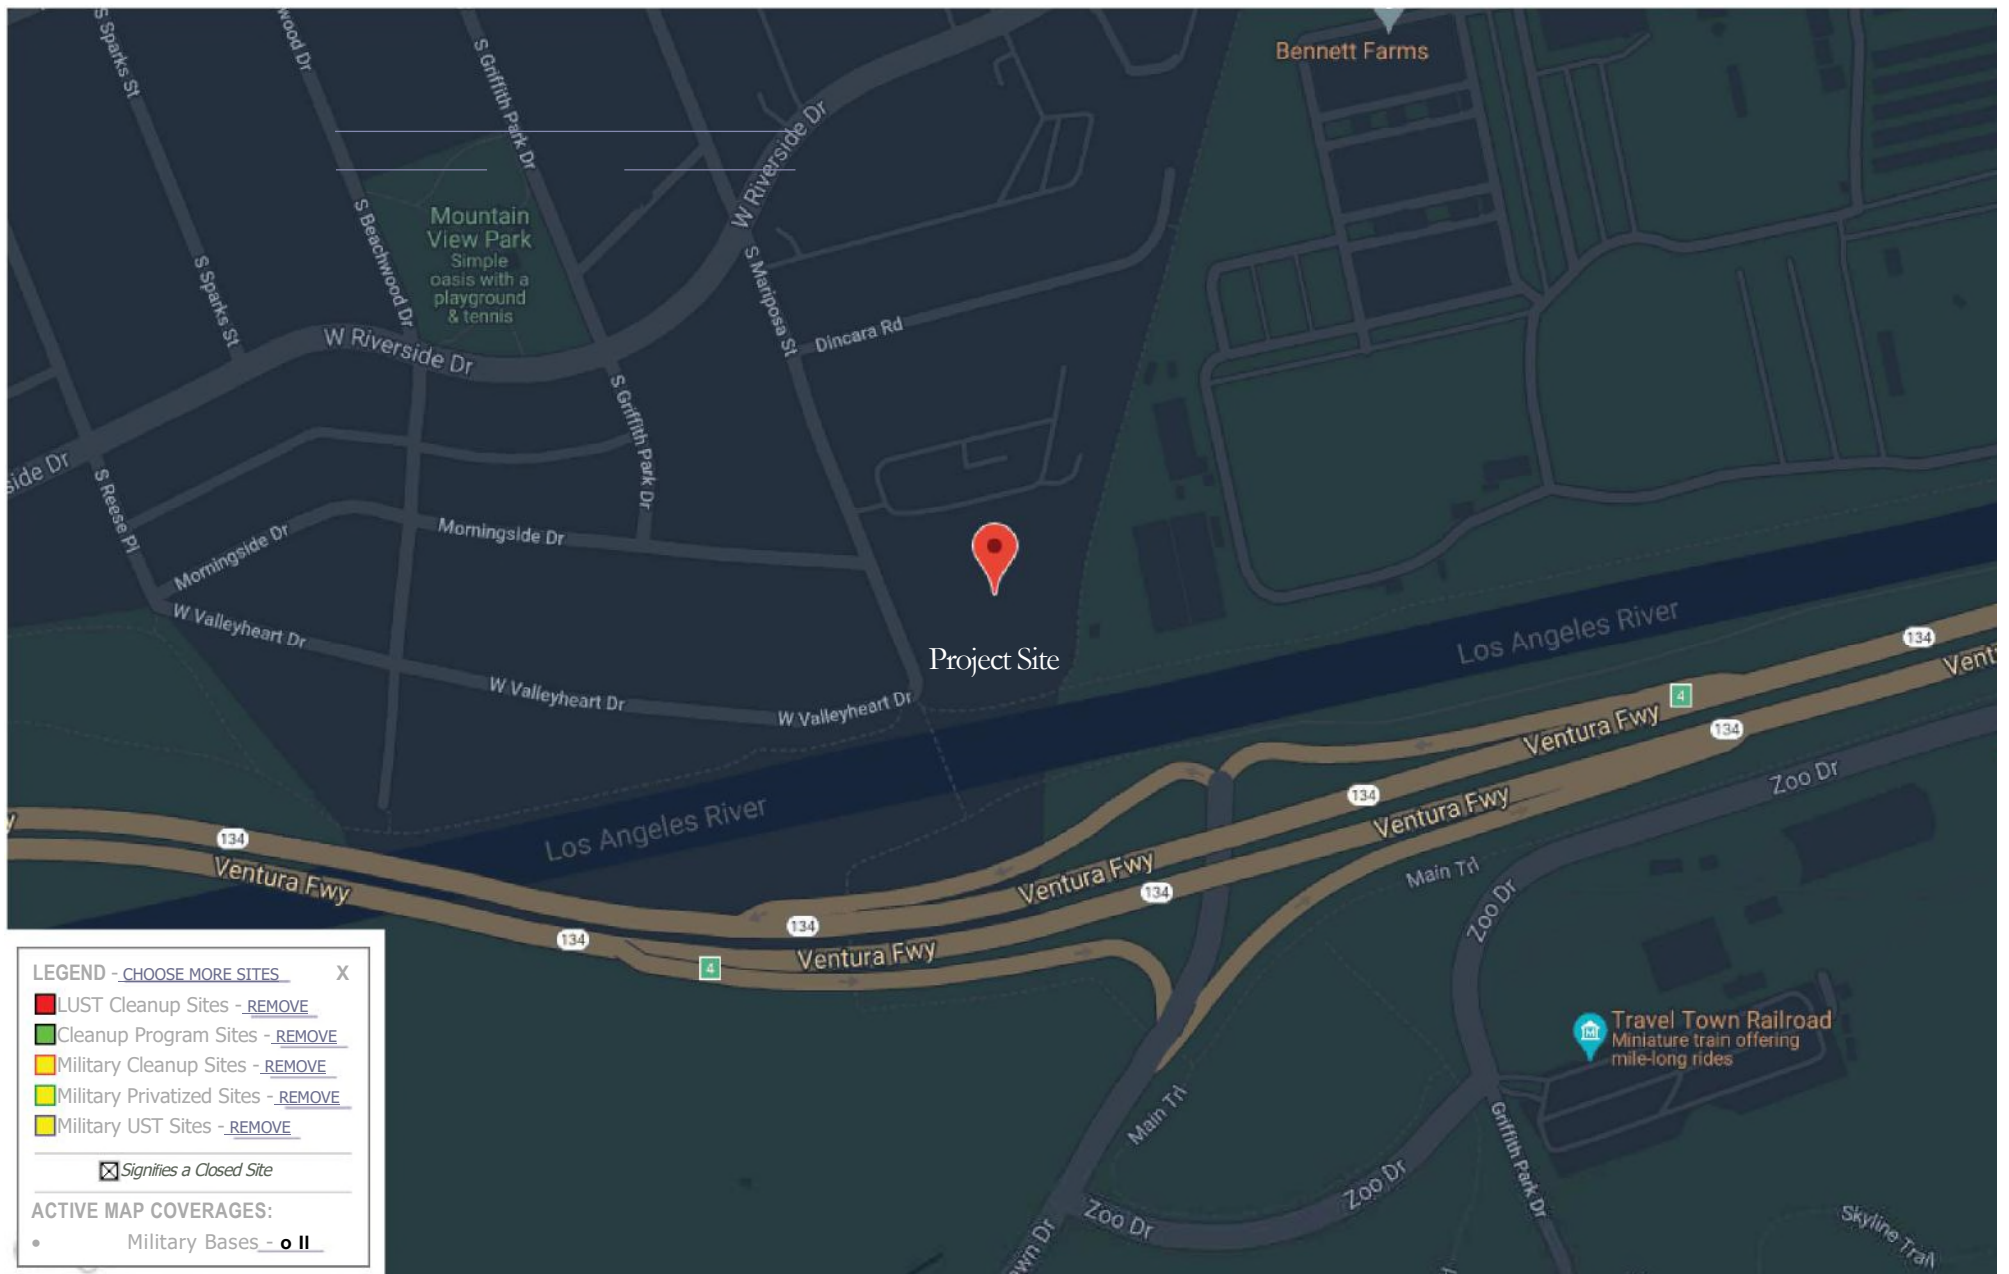 S Sparks St
wood Dr
S Griffith Park Dr
Bennett Farms
W Riverside Dr
Mountain
View Park
Simple
oasis with a
playground
& tennis
S Beachwood Dr
S Sparks St
S Mariposa St
Dincara Rd
W Riverside Dr
S Griffith Park Dr
side Dr
S Reese Pl
Morningside Dr
Morningside Dr
W Valleyheart Dr
W Valleyheart Dr
W Valleyheart Dr
Project Site
Los Angeles River
Los Angeles River
134
Vent
4
Ventura Fwy
134
Zoo Dr
134
Ventura Fwy
134
Ventura Fwy
Ventura Fwy
134
Main Trl
Zoo Dr
134
134
Ventura Fwy
4
Travel Town Railroad
Miniature train offering
mile-long rides
Main Trl
Griffith Park Dr
Zoo Dr
Zoo Dr
own Dr
Skyline Trail
LEGEND - CHOOSE MORE SITES X
LUST Cleanup Sites - REMOVE
Cleanup Program Sites - REMOVE
Military Cleanup Sites - REMOVE
Military Privatized Sites - REMOVE
Military UST Sites - REMOVE
Signifies a Closed Site
ACTIVE MAP COVERAGES:
• Military Bases - o ll